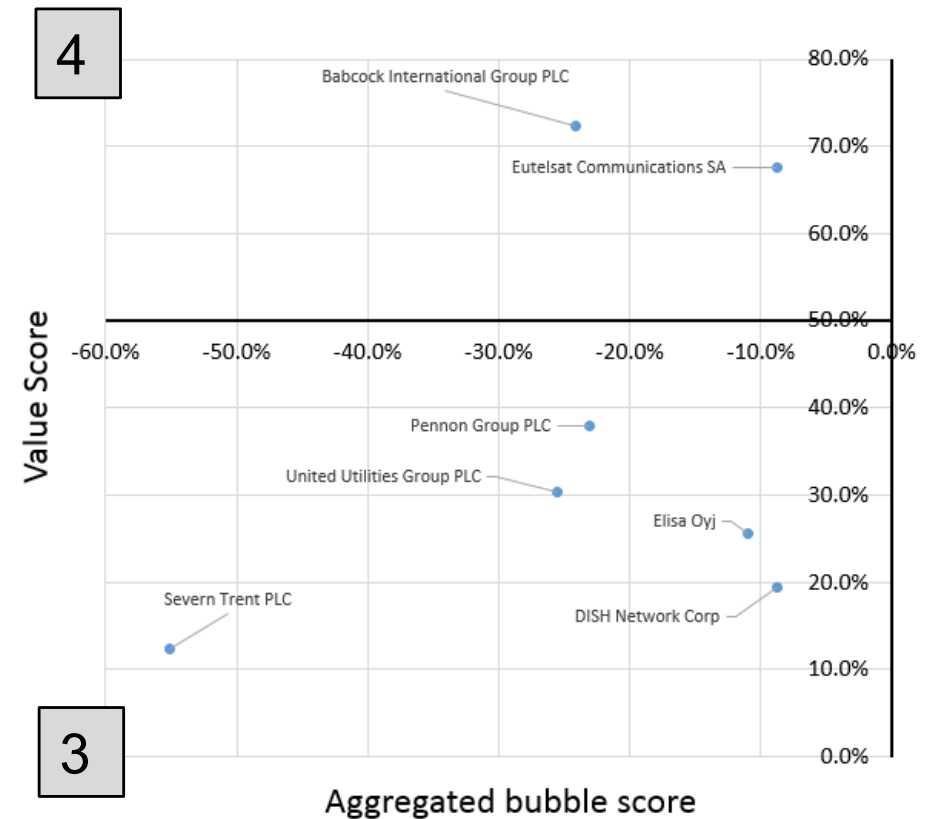 4
80.0%
Babcock International Group PLC
70.0%
Eutelsat Communications SA
60.0%
50.0%
-60.0% -50.0% -40.0% -30.0% -20.0% -10.0% 0.0%
Value Score
40.0%
Pennon Group PLC
United Utilities Group PLC
30.0%
Elisa Oyj
20.0%
Severn Trent PLC
DISH Network Corp
10.0%
3
0.0%
Aggregated bubble score